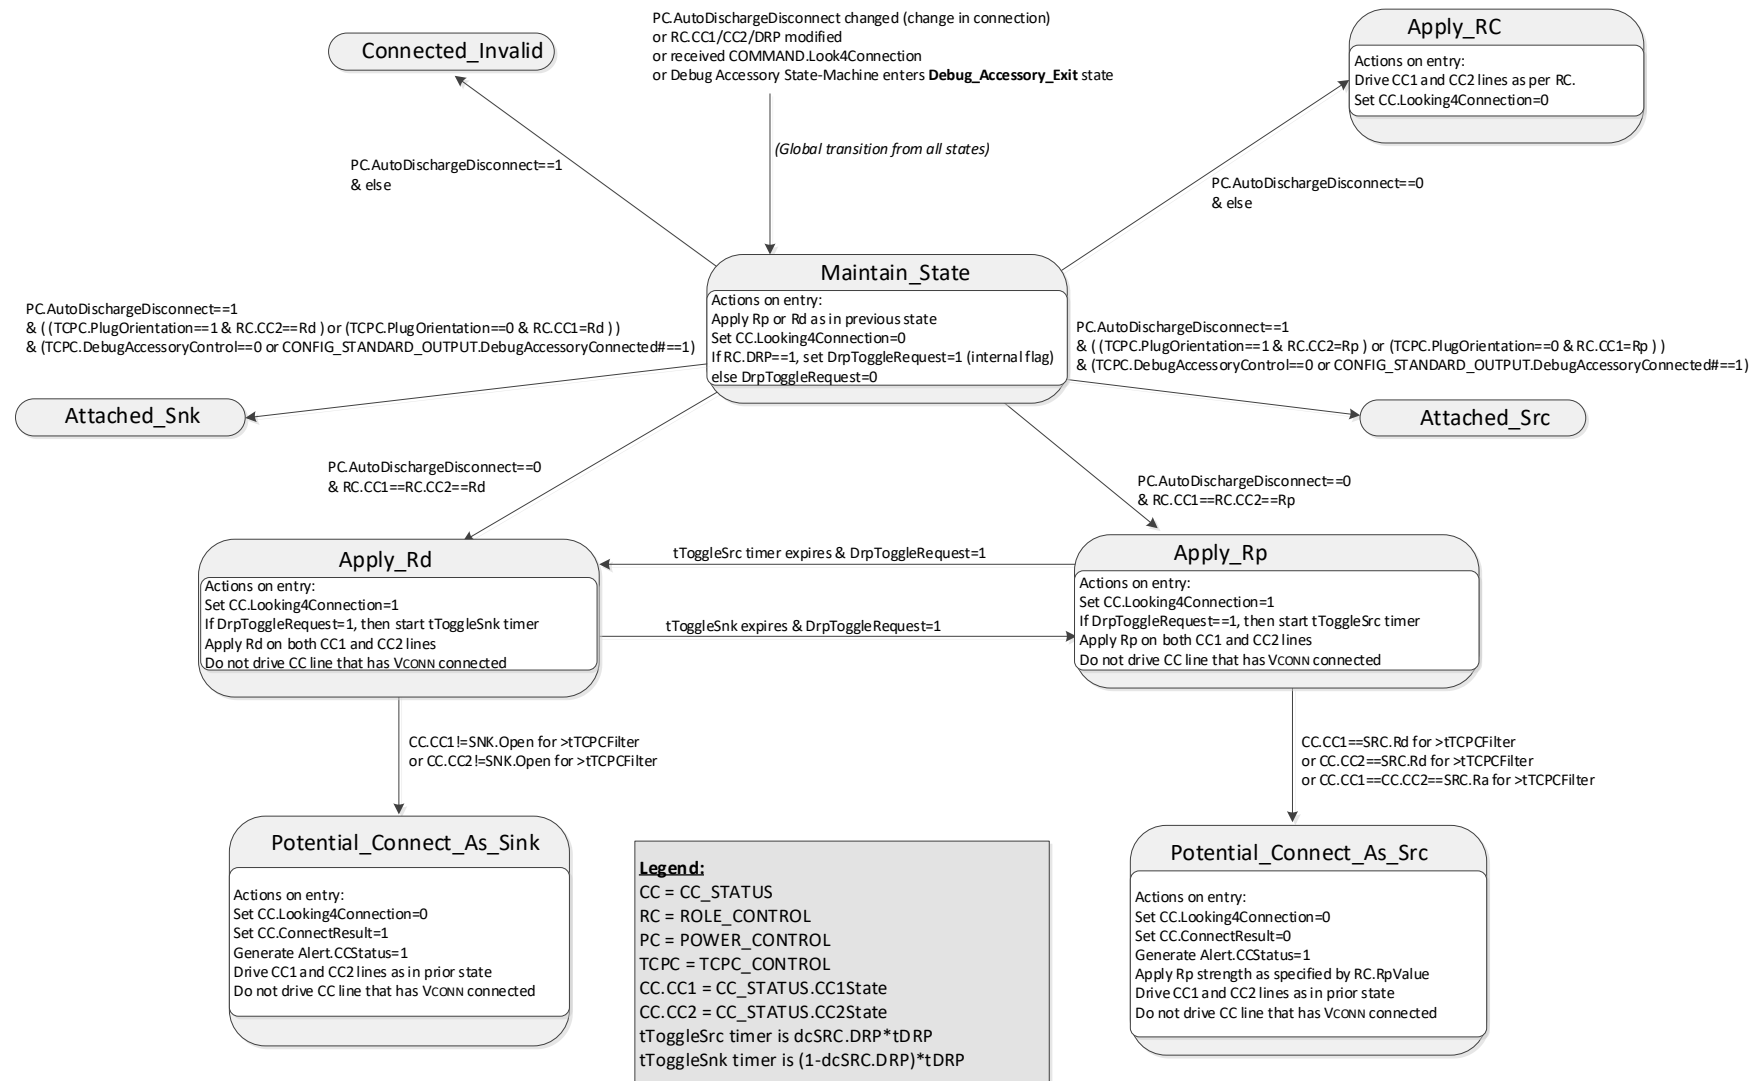 PC.AutoDischargeDisconnect changed (change in connection)
or RC.CC1/CC2/DRP modified
or received COMMAND.Look4Connection
or Debug Accessory State-Machine enters Debug_Accessory_Exit state
Connected_Invalid
Apply_RC
Actions on entry:
Drive CC1 and CC2 lines as per RC.
Set CC.Looking4Connection=0
(Global transition from all states)
PC.AutoDischargeDisconnect==1
& else
PC.AutoDischargeDisconnect==0
& else
Maintain_State
Actions on entry:
Apply Rp or Rd as in previous state
Set CC.Looking4Connection=0
If RC.DRP==1, set DrpToggleRequest=1 (internal flag)
else DrpToggleRequest=0
PC.AutoDischargeDisconnect==1
& ( (TCPC.PlugOrientation==1 & RC.CC2==Rd ) or (TCPC.PlugOrientation==0 & RC.CC1=Rd ) )
& (TCPC.DebugAccessoryControl==0 or CONFIG_STANDARD_OUTPUT.DebugAccessoryConnected#==1)
PC.AutoDischargeDisconnect==1
& ( (TCPC.PlugOrientation==1 & RC.CC2=Rp ) or (TCPC.PlugOrientation==0 & RC.CC1=Rp ) )
& (TCPC.DebugAccessoryControl==0 or CONFIG_STANDARD_OUTPUT.DebugAccessoryConnected#==1)
Attached_Snk
Attached_Src
PC.AutoDischargeDisconnect==0
& RC.CC1==RC.CC2==Rd
PC.AutoDischargeDisconnect==0
& RC.CC1==RC.CC2==Rp
Apply_Rd
Actions on entry:
Set CC.Looking4Connection=1
If DrpToggleRequest=1, then start tToggleSnk timer
Apply Rd on both CC1 and CC2 lines
Do not drive CC line that has VCONN connected
tToggleSrc timer expires & DrpToggleRequest=1
tToggleSnk expires & DrpToggleRequest=1
Apply_Rp
Actions on entry:
Set CC.Looking4Connection=1
If DrpToggleRequest==1, then start tToggleSrc timer
Apply Rp on both CC1 and CC2 lines
Do not drive CC line that has VCONN connected
CC.CC1!=SNK.Open for >tTCPCFilter
or CC.CC2!=SNK.Open for >tTCPCFilter
CC.CC1==SRC.Rd for >tTCPCFilter
or CC.CC2==SRC.Rd for >tTCPCFilter
or CC.CC1==CC.CC2==SRC.Ra for >tTCPCFilter
Potential_Connect_As_Sink
Actions on entry:
Set CC.Looking4Connection=0
Set CC.ConnectResult=1
Generate Alert.CCStatus=1
Drive CC1 and CC2 lines as in prior state
Do not drive CC line that has VCONN connected
Legend:
CC = CC_STATUS
RC = ROLE_CONTROL
PC = POWER_CONTROL
TCPC = TCPC_CONTROL
CC.CC1 = CC_STATUS.CC1State
CC.CC2 = CC_STATUS.CC2State
tToggleSrc timer is dcSRC.DRP*tDRP
tToggleSnk timer is (1-dcSRC.DRP)*tDRP
Potential_Connect_As_Src
Actions on entry:
Set CC.Looking4Connection=0
Set CC.ConnectResult=0
Generate Alert.CCStatus=1
Apply Rp strength as specified by RC.RpValue
Drive CC1 and CC2 lines as in prior state
Do not drive CC line that has VCONN connected